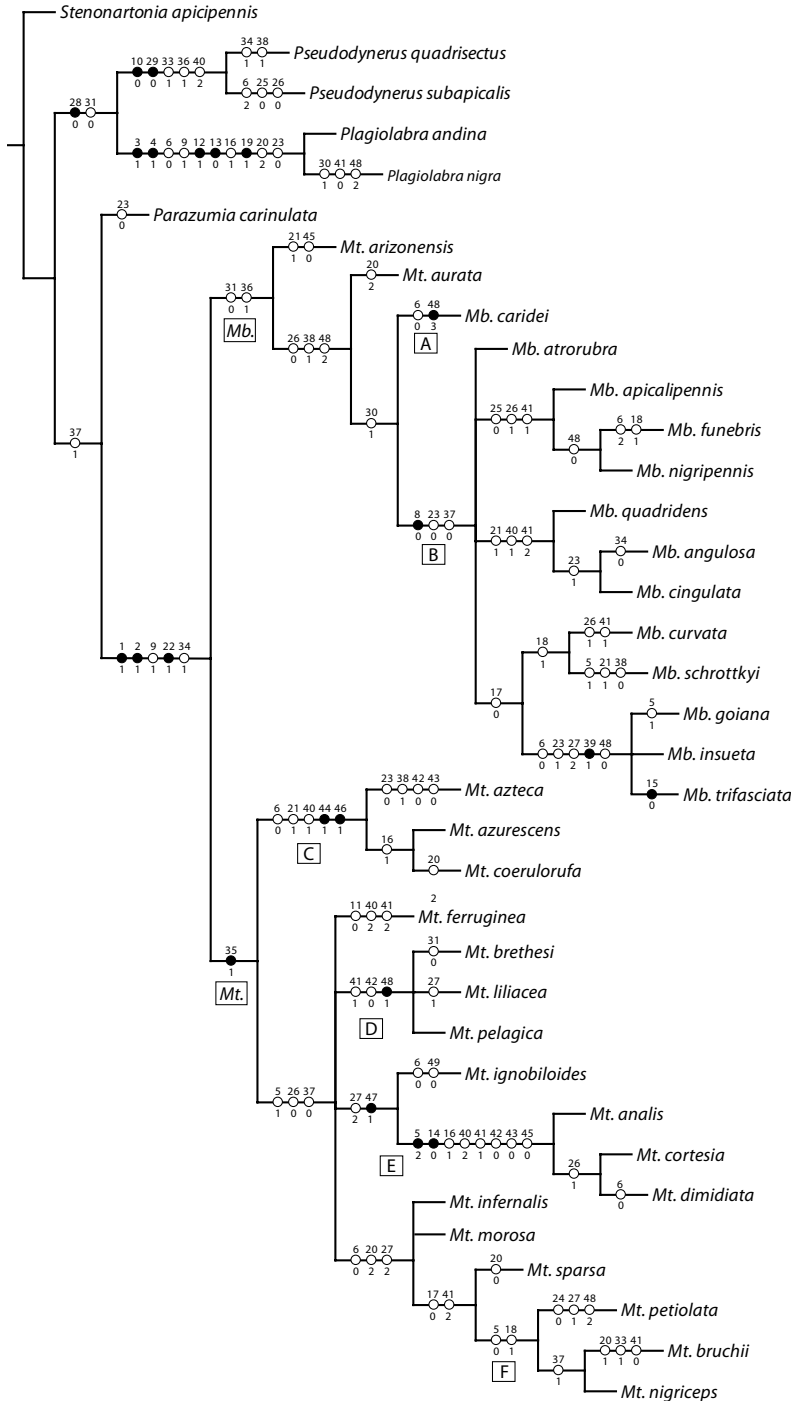 Stenonartonia apicipennis
34 38
10 29 33 36 40
Pseudodynerus quadrisectus
1 1
0 0 1 1 2
6 25 26
Pseudodynerus subapicalis
2 0 0
28 31
0 0
3 4 6 9 12 13 16 19 20 23
Plagiolabra andina
1 1 0 1 1 0 1 1 2 0
30 41 48
Plagiolabra nigra
1 0 2
23
Parazumia carinulata
0
21 45
Mt. arizonensis
1 0
20
Mt. aurata
2
31 36
0 1
Mb.
6 48
Mb. caridei
0 3
A
26 38 48
0 1 2
Mb. atrorubra
Mb. apicalipennis
25 26 41
0 1 1
30
1
6 18
Mb. funebris
2 1
48
0
Mb. nigripennis
37
1
Mb. quadridens
8 23 37
0 0 0
B
21 40 41
1 1 2
34
Mb. angulosa
0
23
1
Mb. cingulata
26 41
Mb. curvata
1 1
18
1
1 2 9 22 34
1 1 1 1 1
5 21 38
Mb. schrottkyi
1 1 0
17
0
5
Mb. goiana
1
6 23 27 39 48
0 1 2 1 0
Mb. insueta
15
Mb. trifasciata
0
23 38 42 43
Mt. azteca
0 1 0 0
6 21 40 44 46
0 1 1 1 1
C
Mt. azurescens
16
1
20
Mt. coerulorufa
2
11 40 41
Mt. ferruginea
0 2 2
35
1
Mt.
31
Mt. brethesi
0
41 42 48
1 0 1
D
27
Mt. liliacea
1
Mt. pelagica
6 49
Mt. ignobiloides
0 0
5 26 37
1 0 0
27 47
2 1
Mt. analis
5 14 16 40 41 42 43 45
2 0 1 2 1 0 0 0
E
Mt. cortesia
26
1
6
Mt. dimidiata
0
Mt. infernalis
Mt. morosa
6 20 27
0 2 2
20
Mt. sparsa
0
17 41
0 2
24 27 48
Mt. petiolata
0 1 2
5 18
0 1
F
20 33 41
Mt. bruchii
1 1 0
37
1
Mt. nigriceps